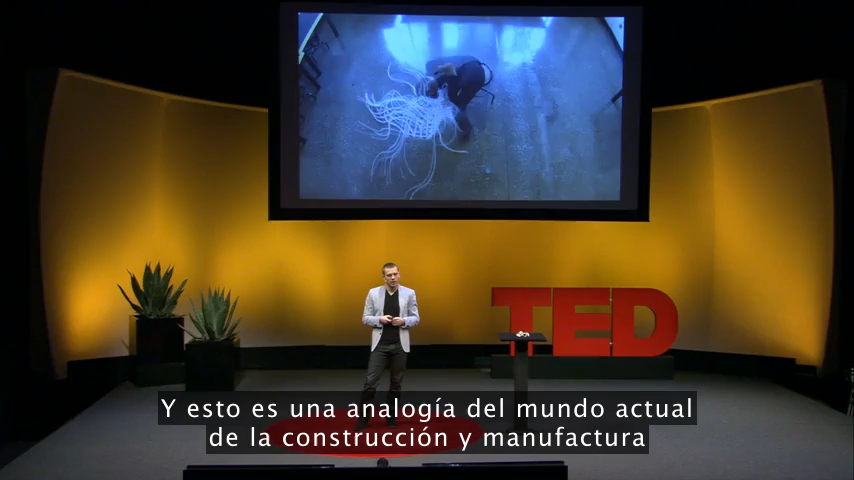 TED
Y esto es una analogía del mundo actual
de la construcción y manufactura